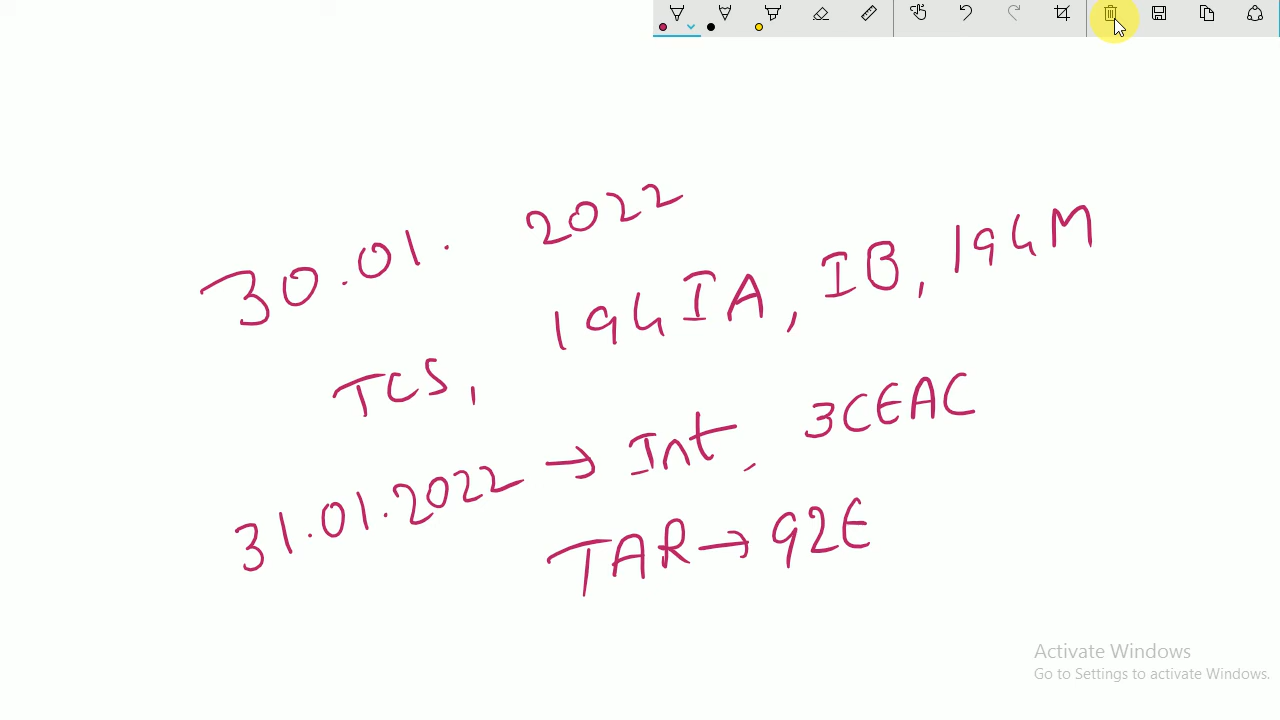 30.01. 2022
TCS, 194IA, IB, 194M
31.01.2022 → Int, 3CEAC
TAR → 92E
Activate Windows
Go to Settings to activate Windows.